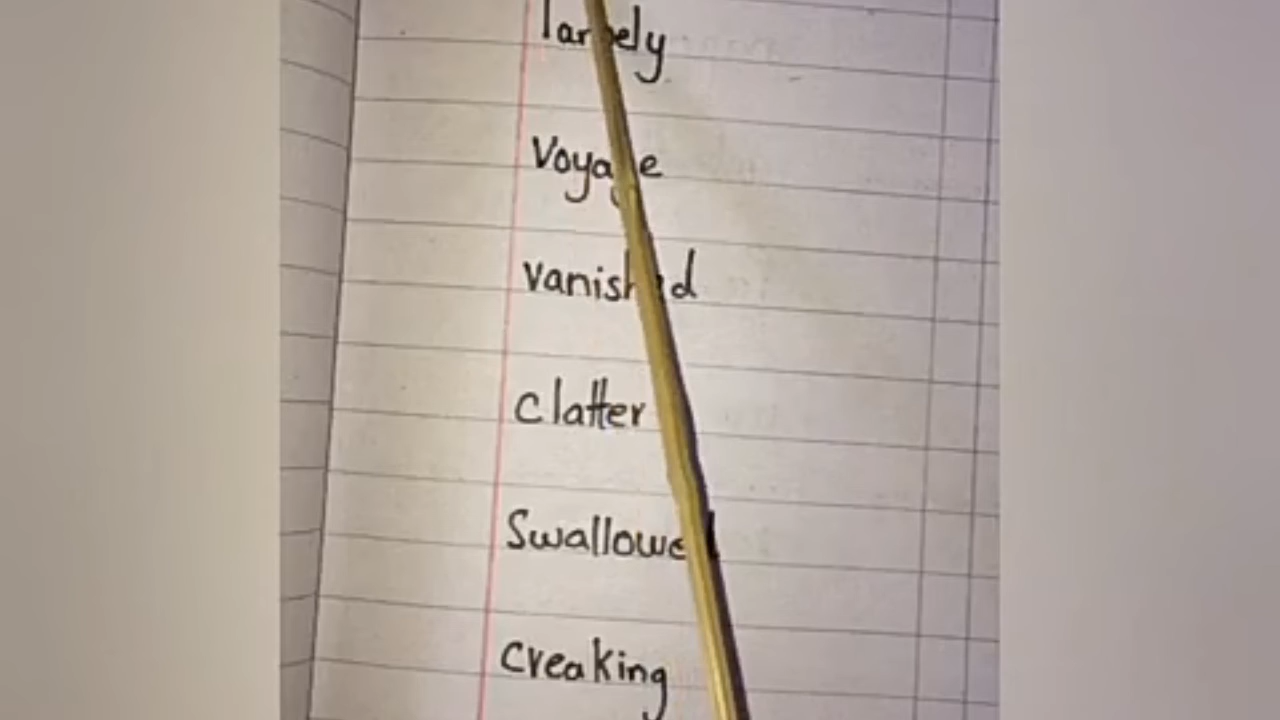 largely
Voyage
vanished
clatter
Swallowed
creaking